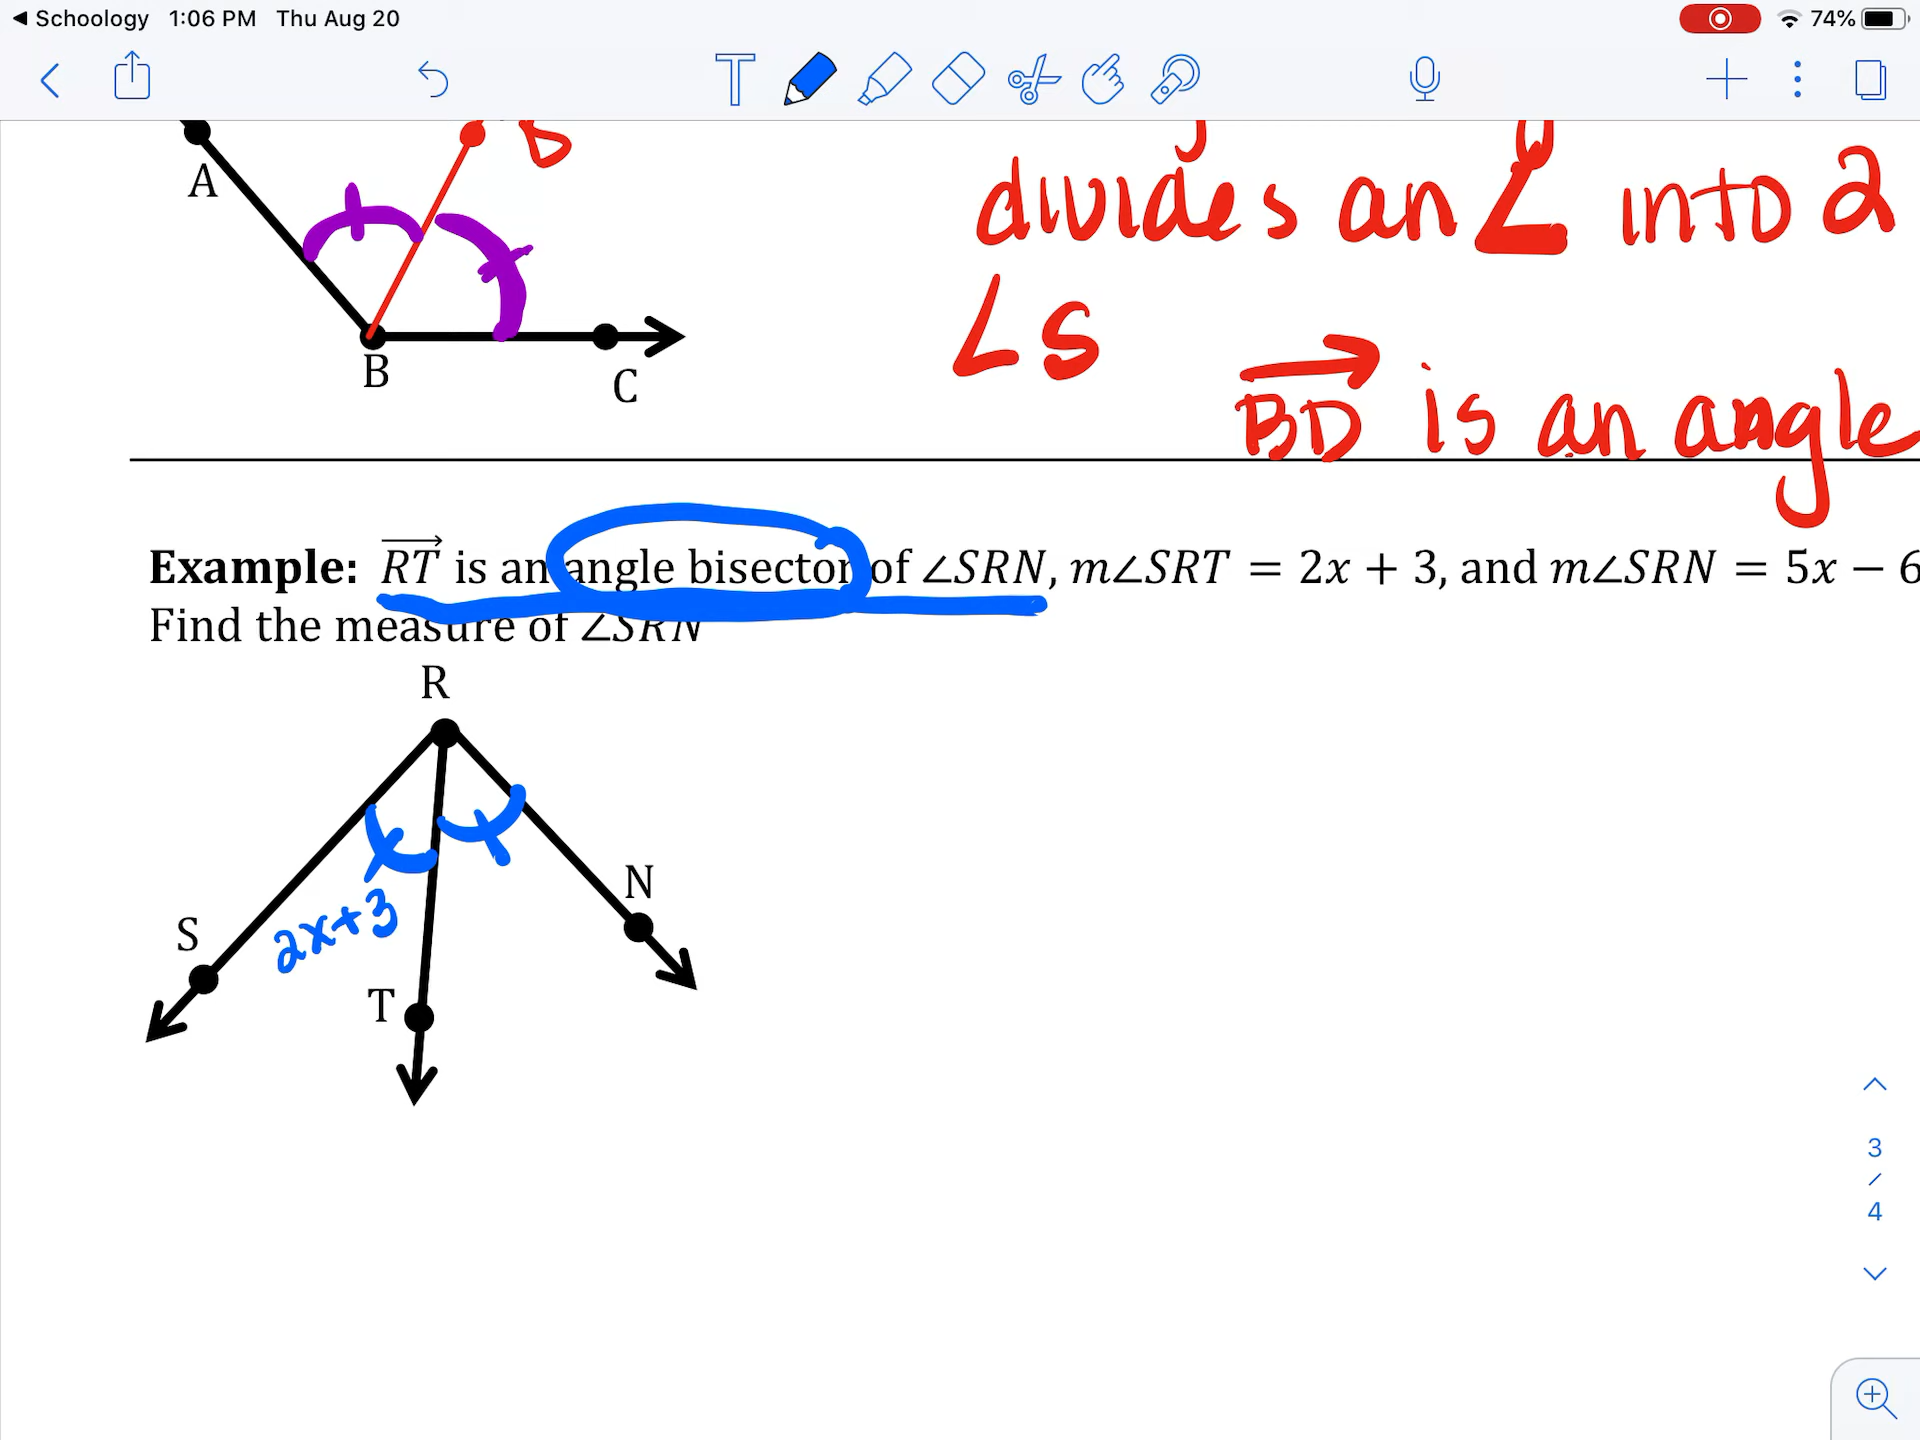 Schoology 1:06 PM Thu Aug 20 74%
T
A
divides an ∠ into 2
∠s
B
C
BD is an angle
Example: RT is an angle bisector of ∠SRN, m∠SRT = 2x + 3, and m∠SRN = 5x − 6
Find the measure of ∠SRN
R
N
S
2x+3
T
3
/
4